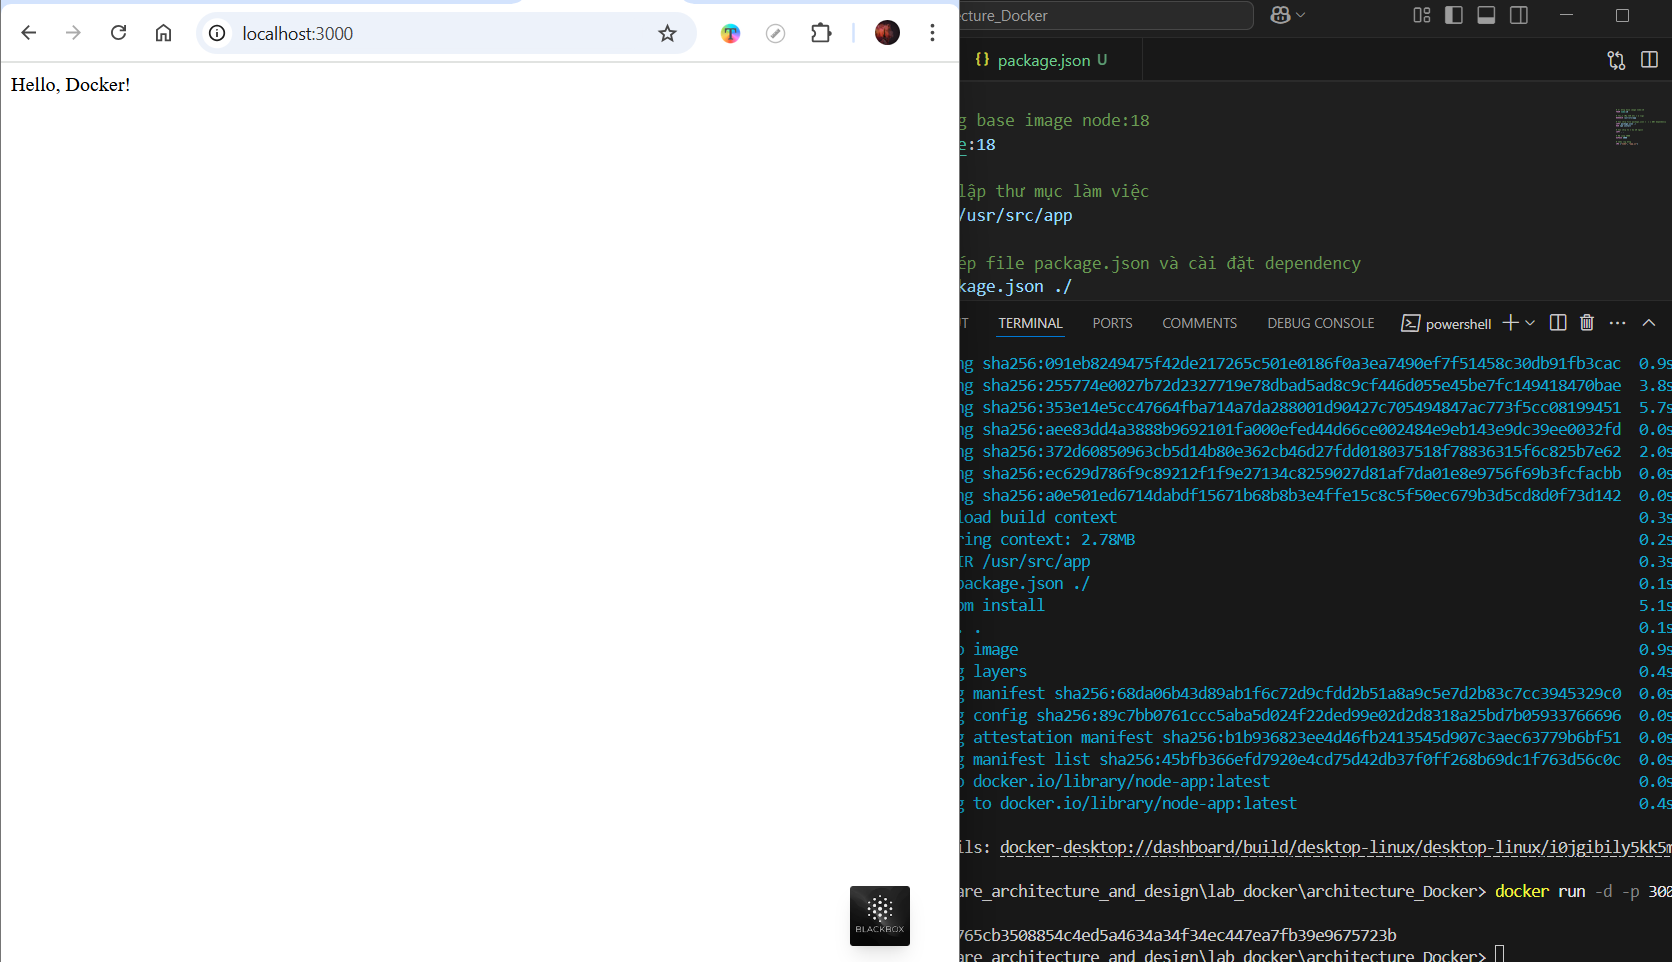 localhost:3000
Hello, Docker!
BLACKBOX
ecture_Docker
{} package.json U
g base image node:18
e:18
lập thư mục làm việc
/usr/src/app
ép file package.json và cài đặt dependency
kage.json ./
UT TERMINAL PORTS COMMENTS DEBUG CONSOLE powershell
ng sha256:091eb8249475f42de217265c501e0186f0a3ea7490ef7f51458c30db91fb3cac 0.9s
ng sha256:255774e0027b72d2327719e78dbad5ad8c9cf446d055e45be7fc149418470bae 3.8s
ng sha256:353e14e5cc47664fba714a7da288001d90427c705494847ac773f5cc08199451 5.7s
ng sha256:aee83dd4a3888b9692101fa000efed44d66ce002484e9eb143e9dc39ee0032fd 0.0s
ng sha256:372d60850963cb5d14b80e362cb46d27fdd018037518f78836315f6c825b7e62 2.0s
ng sha256:ec629d786f9c89212f1f9e27134c8259027d81af7da01e8e9756f69b3fcfacbb 0.0s
ng sha256:a0e501ed6714dabdf15671b68b8b3e4ffe15c8c5f50ec679b3d5cd8d0f73d142 0.0s
load build context 0.3s
ring context: 2.78MB 0.2s
IR /usr/src/app 0.3s
package.json ./ 0.1s
pm install 5.1s
. . 0.1s
o image 0.9s
g layers 0.4s
g manifest sha256:68da06b43d89ab1f6c72d9cfdd2b51a8a9c5e7d2b83c7cc3945329c0 0.0s
g config sha256:89c7bb0761ccc5aba5d024f22ded99e02d2d8318a25bd7b05933766696 0.0s
g attestation manifest sha256:b1b936823ee4d46fb2413545d907c3aec63779b6bf51 0.0s
g manifest list sha256:45bfb366efd7920e4cd75d42db37f0ff268b69dc1f763d56c0c 0.0s
o docker.io/library/node-app:latest 0.0s
g to docker.io/library/node-app:latest 0.4s
ils: docker-desktop://dashboard/build/desktop-linux/desktop-linux/i0jgibily5kk5m
are_architecture_and_design\lab_docker\architecture_Docker> docker run -d -p 300
765cb3508854c4ed5a4634a34f34ec447ea7fb39e9675723b
are_architecture_and_design\lab_docker\architecture_Docker>